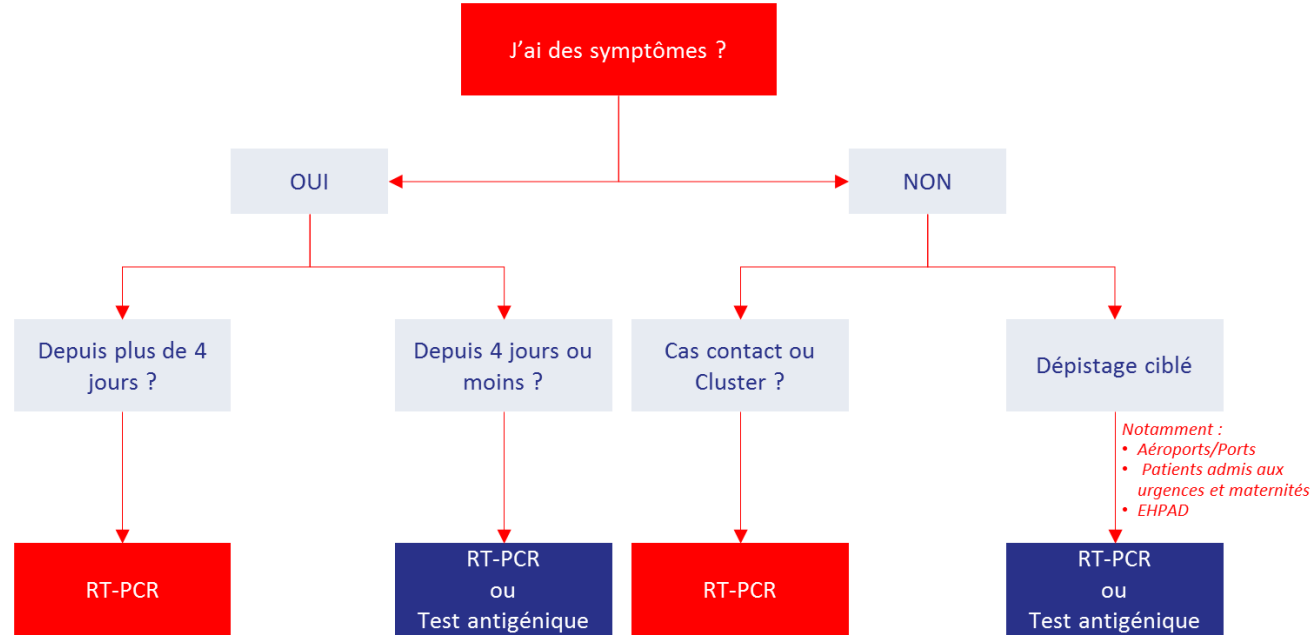 J'ai des symptômes ?
OUI
NON
Depuis plus de 4
jours ?
Depuis 4 jours ou
moins ?
Cas contact ou
Cluster ?
Dépistage ciblé
Notamment :
• Aéroports/Ports
• Patients admis aux
urgences et maternités
• EHPAD
RT-PCR
RT-PCR
ou
Test antigénique
RT-PCR
RT-PCR
ou
Test antigénique